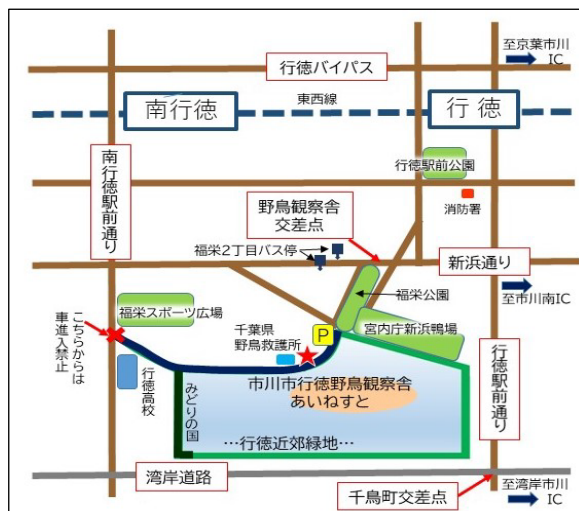 至京葉市川
IC
行徳バイパス
南行徳
東西線
行徳
南行徳駅前通り
行徳駅前公園
消防署
野鳥観察舎
交差点
福栄2丁目バス停
新浜通り
至市川南IC
福栄公園
福栄スポーツ広場
こちらからは
車進入禁止
千葉県
野鳥救護所
P
宮内庁新浜鴨場
行徳高校
みどりの国
市川市行徳野鳥観察舎
あいねすと
行徳駅前通り
…行徳近郊緑地…
湾岸道路
千鳥町交差点
至湾岸市川
IC